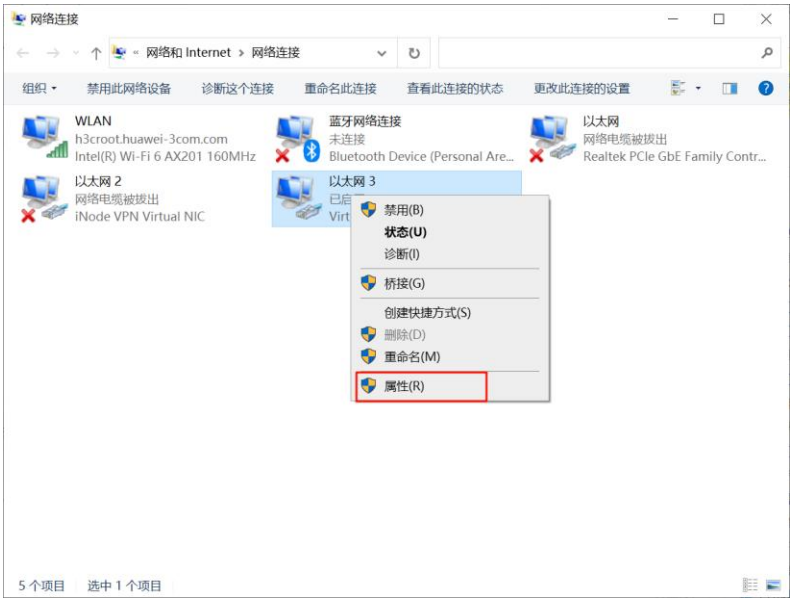 网络连接
网络和 Internet › 网络连接
组织 禁用此网络设备 诊断这个连接 重命名此连接 查看此连接的状态 更改此连接的设置
WLAN
h3croot.huawei-3com.com
Intel(R) Wi-Fi 6 AX201 160MHz
蓝牙网络连接
未连接
Bluetooth Device (Personal Are...
以太网
网络电缆被拔出
Realtek PCIe GbE Family Contr...
以太网 2
网络电缆被拔出
iNode VPN Virtual NIC
以太网 3
已启
Virt
禁用(B)
状态(U)
诊断(I)
桥接(G)
创建快捷方式(S)
删除(D)
重命名(M)
属性(R)
5 个项目 选中 1 个项目